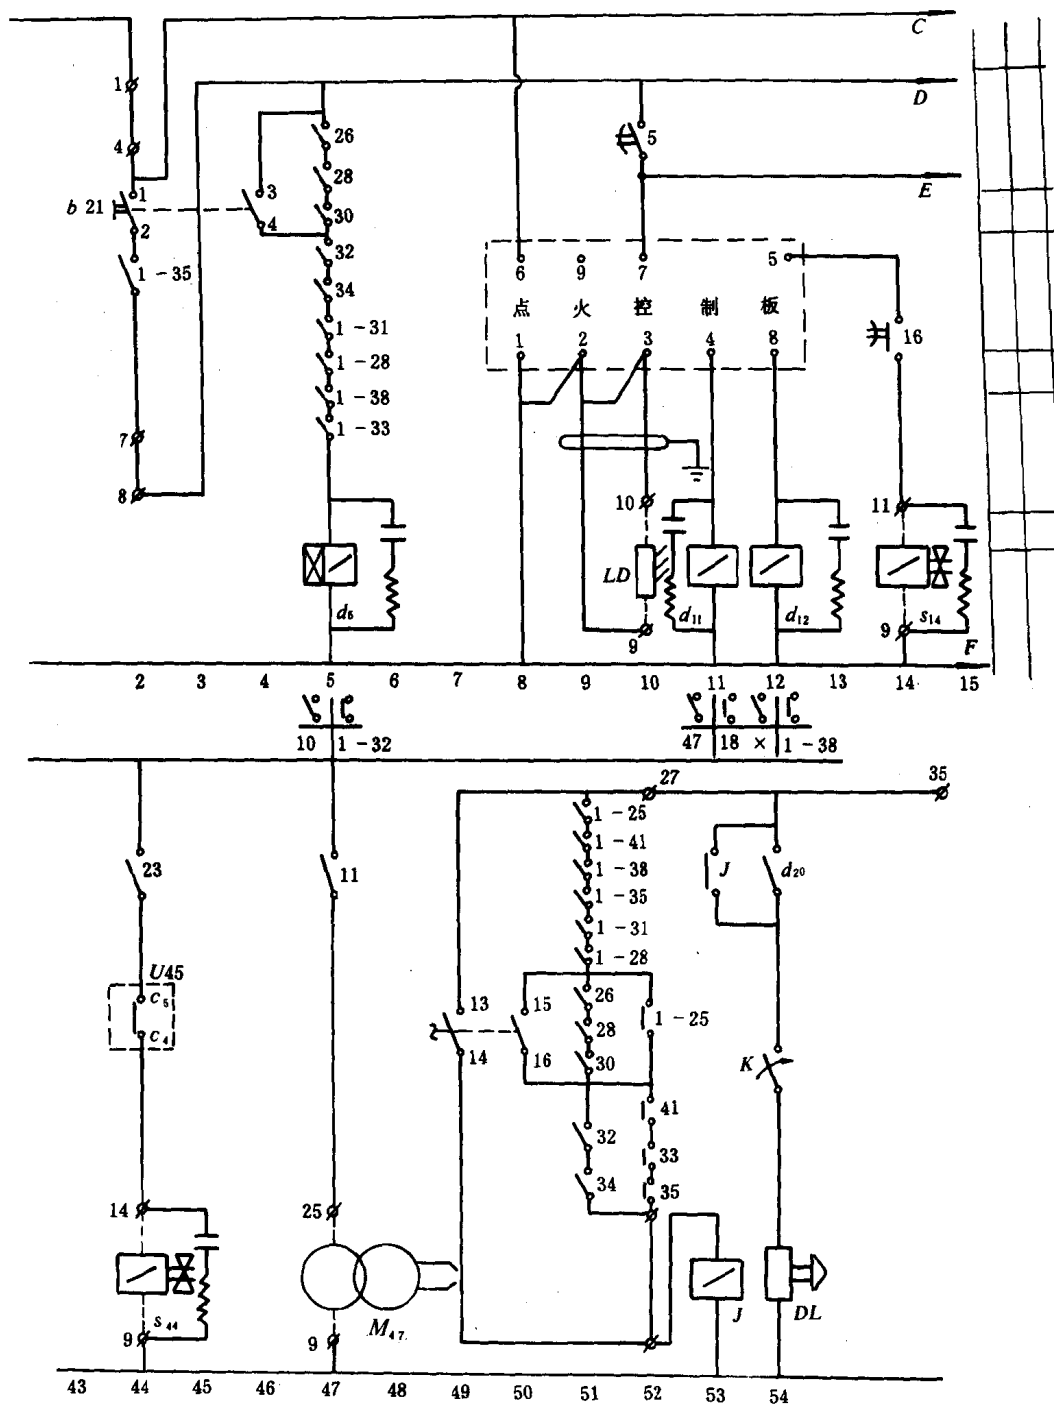 C
1
D
4
26
5
28
E
b 21
1
3
2
4
30
32
1-35
34
6
9
7
5
点火控制板
16
1
2
3
4
8
1-31
1-28
1-38
1-33
7
8
10
11
LD
d₅
d₁₁
d₁₂
s₁₄
9
9
F
2 3 4 5 6 7 8 9 10 11 12 13 14 15
10 1-32
47 18 × 1-38
27
35
1-25
1-41
23
11
1-38
J
d₂₀
1-35
1-31
1-28
U45
C₅
C₄
13
15
26
1-25
28
14
16
30
K
41
32
33
34
35
14
25
s₄₄
M₄₇
J
DL
9
9
43 44 45 46 47 48 49 50 51 52 53 54